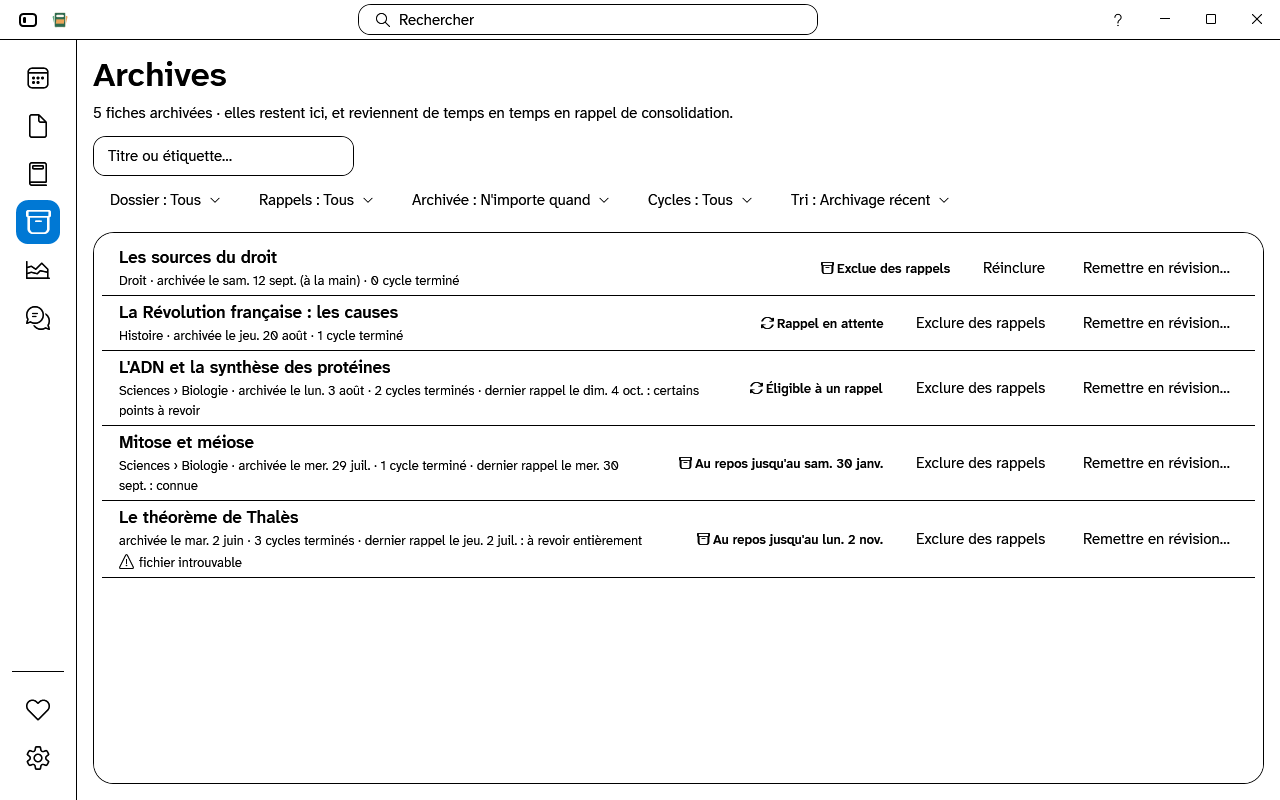 Rechercher
?
Archives
5 fiches archivées · elles restent ici, et reviennent de temps en temps en rappel de consolidation.
Titre ou étiquette...
Dossier : Tous
Rappels : Tous
Archivée : N'importe quand
Cycles : Tous
Tri : Archivage récent
Les sources du droit
Droit · archivée le sam. 12 sept. (à la main) · 0 cycle terminé
Exclue des rappels
Réinclure
Remettre en révision...
La Révolution française : les causes
Histoire · archivée le jeu. 20 août · 1 cycle terminé
Rappel en attente
Exclure des rappels
Remettre en révision...
L'ADN et la synthèse des protéines
Sciences › Biologie · archivée le lun. 3 août · 2 cycles terminés · dernier rappel le dim. 4 oct. : certains
points à revoir
Éligible à un rappel
Exclure des rappels
Remettre en révision...
Mitose et méiose
Sciences › Biologie · archivée le mer. 29 juil. · 1 cycle terminé · dernier rappel le mer. 30
sept. : connue
Au repos jusqu'au sam. 30 janv.
Exclure des rappels
Remettre en révision...
Le théorème de Thalès
archivée le mar. 2 juin · 3 cycles terminés · dernier rappel le jeu. 2 juil. : à revoir entièrement
fichier introuvable
Au repos jusqu'au lun. 2 nov.
Exclure des rappels
Remettre en révision...